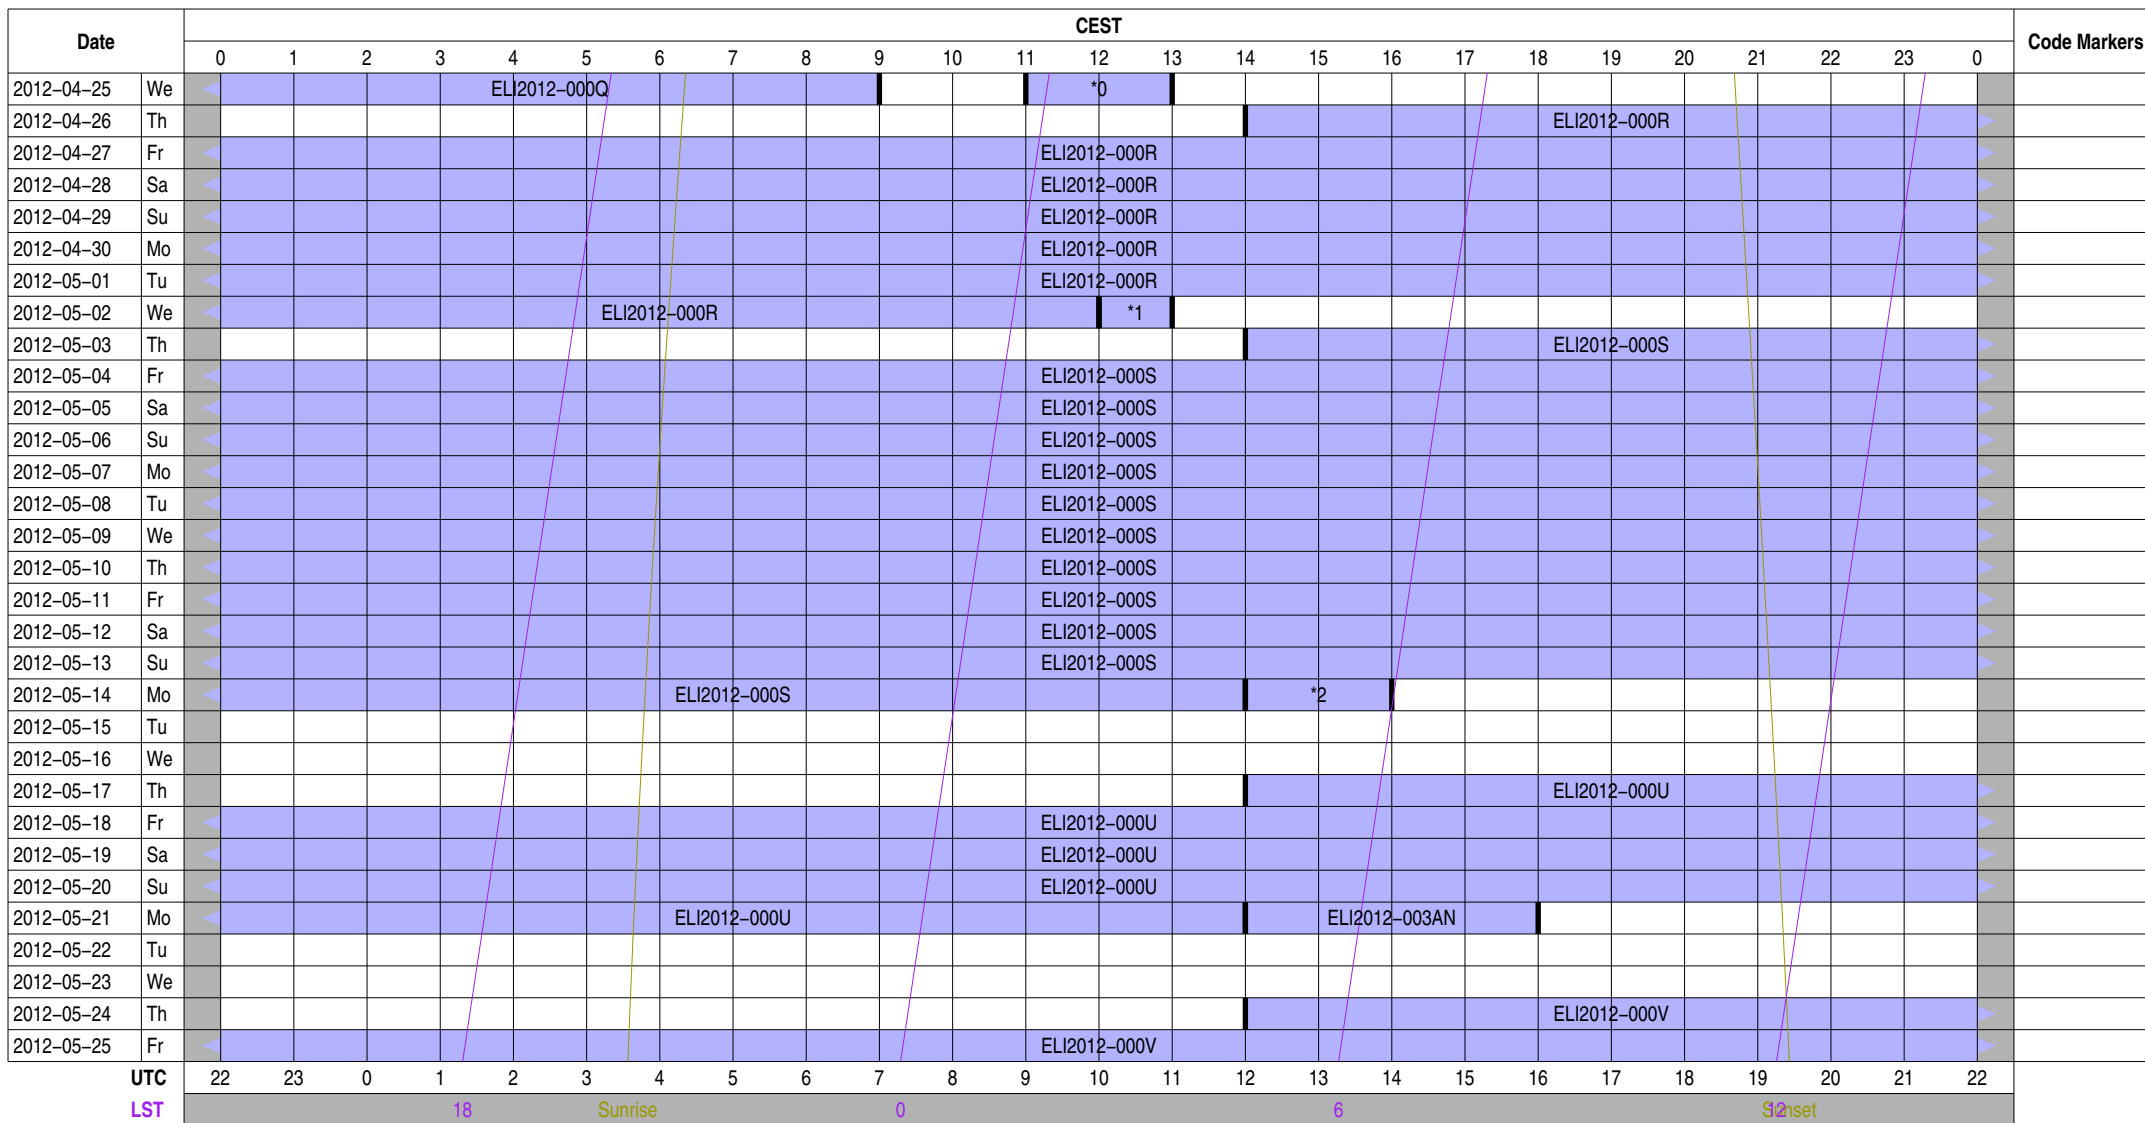 CEST
Date Code Markers
0 1 2 3 4 5 6 7 8 9 10 11 12 13 14 15 16 17 18 19 20 21 22 23 0
2012−04−25 We ELI2012−000Q *0
2012−04−26 Th ELI2012−000R
2012−04−27 Fr ELI2012−000R
2012−04−28 Sa ELI2012−000R
2012−04−29 Su ELI2012−000R
2012−04−30 Mo ELI2012−000R
2012−05−01 Tu ELI2012−000R
2012−05−02 We ELI2012−000R *1
2012−05−03 Th ELI2012−000S
2012−05−04 Fr ELI2012−000S
2012−05−05 Sa ELI2012−000S
2012−05−06 Su ELI2012−000S
2012−05−07 Mo ELI2012−000S
2012−05−08 Tu ELI2012−000S
2012−05−09 We ELI2012−000S
2012−05−10 Th ELI2012−000S
2012−05−11 Fr ELI2012−000S
2012−05−12 Sa ELI2012−000S
2012−05−13 Su ELI2012−000S
2012−05−14 Mo ELI2012−000S *2
2012−05−15 Tu
2012−05−16 We
2012−05−17 Th ELI2012−000U
2012−05−18 Fr ELI2012−000U
2012−05−19 Sa ELI2012−000U
2012−05−20 Su ELI2012−000U
2012−05−21 Mo ELI2012−000U ELI2012−003AN
2012−05−22 Tu
2012−05−23 We
2012−05−24 Th ELI2012−000V
2012−05−25 Fr ELI2012−000V
UTC 22 23 0 1 2 3 4 5 6 7 8 9 10 11 12 13 14 15 16 17 18 19 20 21 22
LST 18 Sunrise 0 6 12 Sunset